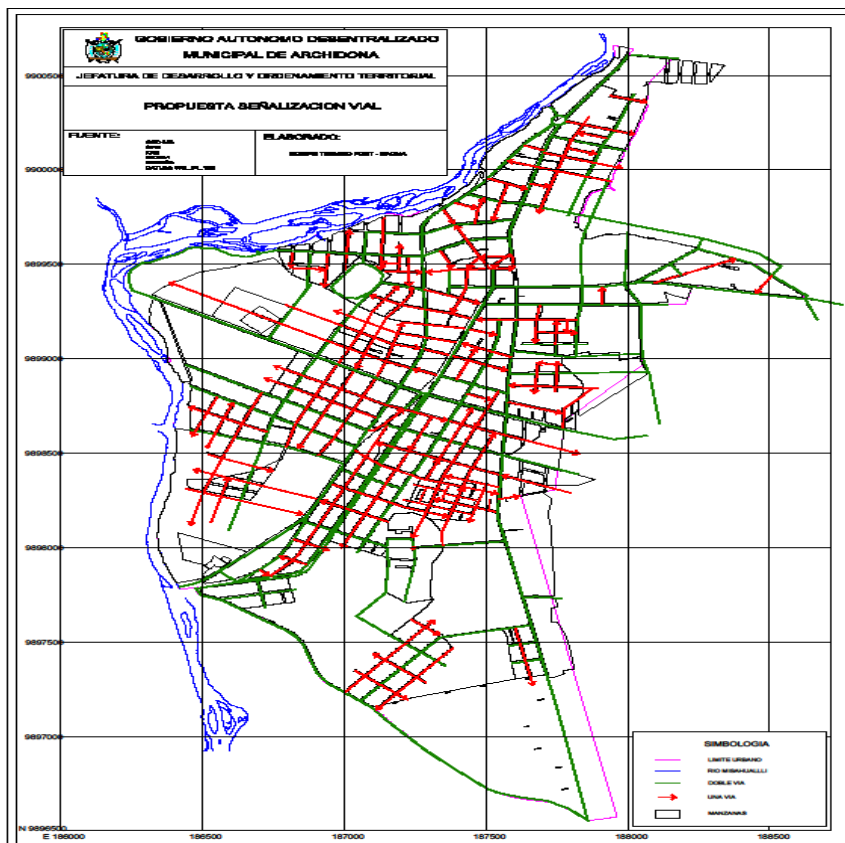 GOBIERNO AUTONOMO DESENTRALIZADO
MUNICIPAL DE ARCHIDONA
JEFATURA DE DESARROLLO Y ORDENAMIENTO TERRITORIAL
PROPUESTA SEÑALIZACION VIAL
FUENTE:
ELABORADO:
9900500
9900000
9899500
9899000
9898500
9898000
9897500
9897000
N 9896500
E 186000
186500
187000
187500
188000
188500
SIMBOLOGIA
LIMITE URBANO
RIO MISAHUALLI
DOBLE VIA
UNA VIA
MANZANAS